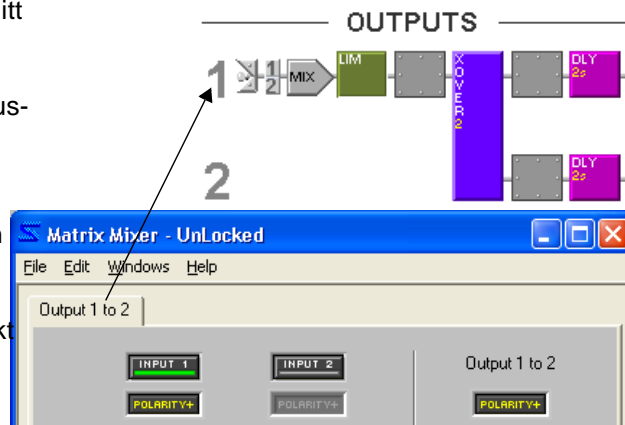 itt
OUTPUTS
1 1 2 MIX LIM XOVER 2 DLY 2s
us-
2 DLY 2s
n
Matrix Mixer - UnLocked
File Edit Windows Help
Output 1 to 2
kt
INPUT 1 INPUT 2 Output 1 to 2
POLARITY+ POLARITY+ POLARITY+